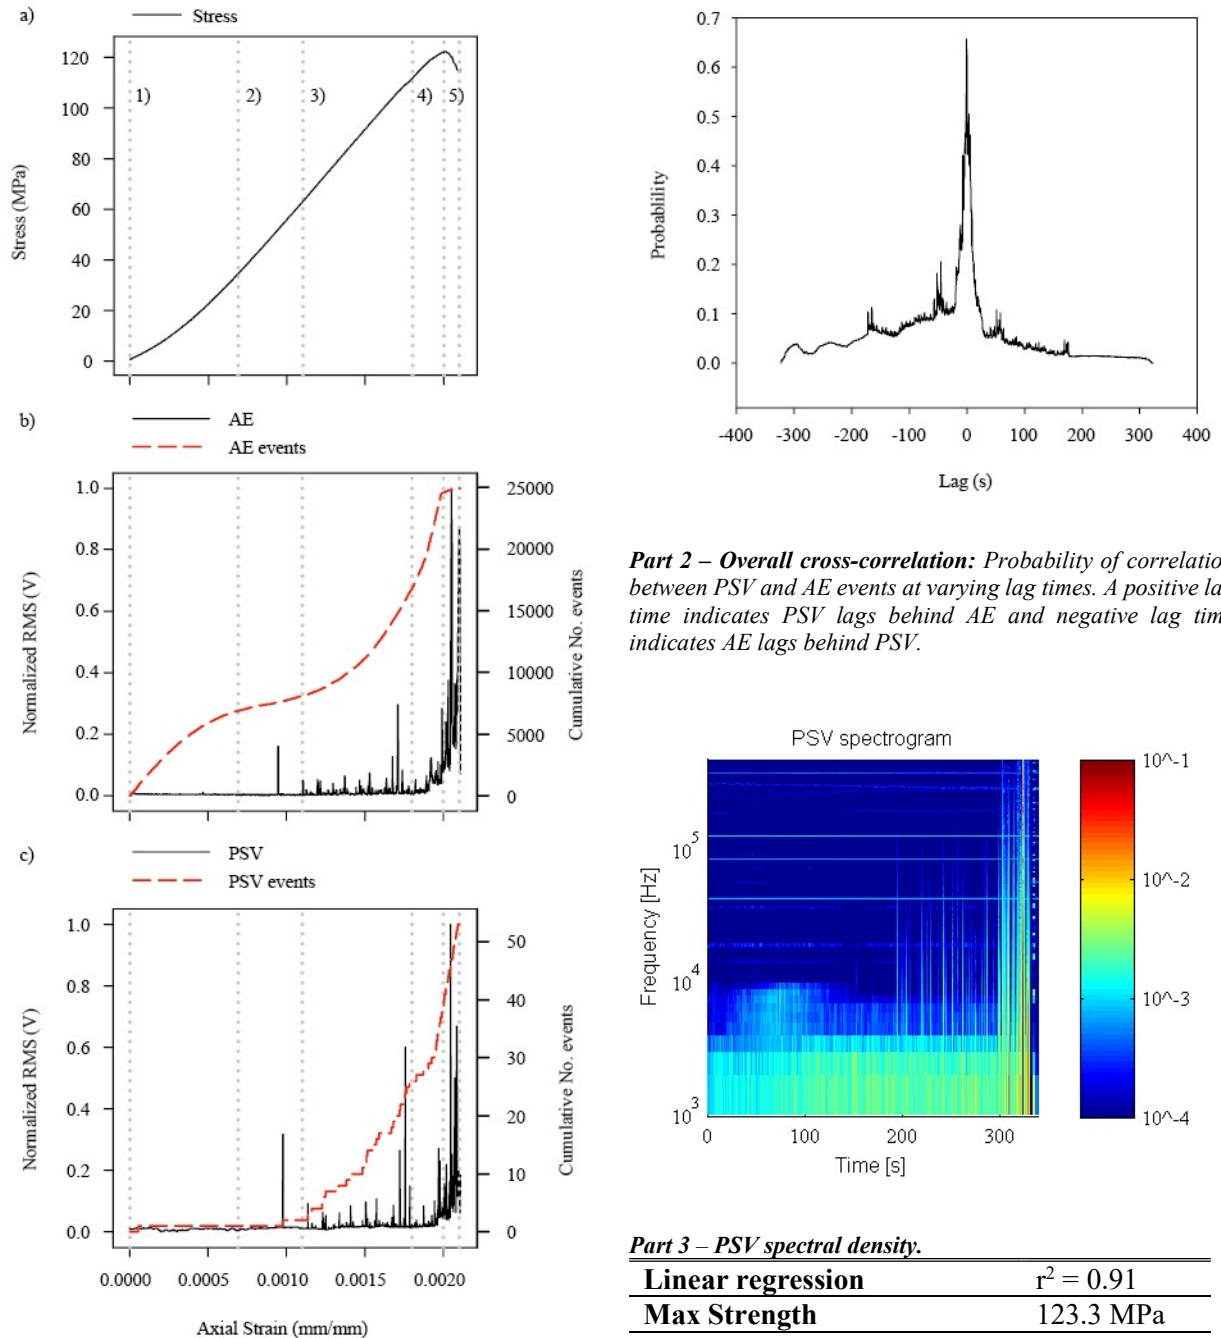 a)
Stress
120
100
80
60
40
20
0
Stress (MPa)
1)
2)
3)
4)
5)
b)
AE
AE events
1.0
0.8
0.6
0.4
0.2
0.0
Normalized RMS (V)
25000
20000
15000
10000
5000
0
Cumulative No. events
c)
PSV
PSV events
1.0
0.8
0.6
0.4
0.2
0.0
Normalized RMS (V)
50
40
30
20
10
0
Cumulative No. events
0.0000 0.0005 0.0010 0.0015 0.0020
Axial Strain (mm/mm)
0.7
0.6
0.5
0.4
0.3
0.2
0.1
0.0
Probablility
-400 -300 -200 -100 0 100 200 300 400
Lag (s)
Part 2 – Overall cross-correlation: Probability of correlatio
between PSV and AE events at varying lag times. A positive la
time indicates PSV lags behind AE and negative lag tim
indicates AE lags behind PSV.
PSV spectrogram
10^5
10^4
10^3
Frequency [Hz]
0 100 200 300
Time [s]
10^-1
10^-2
10^-3
10^-4
Part 3 – PSV spectral density.
Linear regression r² = 0.91
Max Strength 123.3 MPa